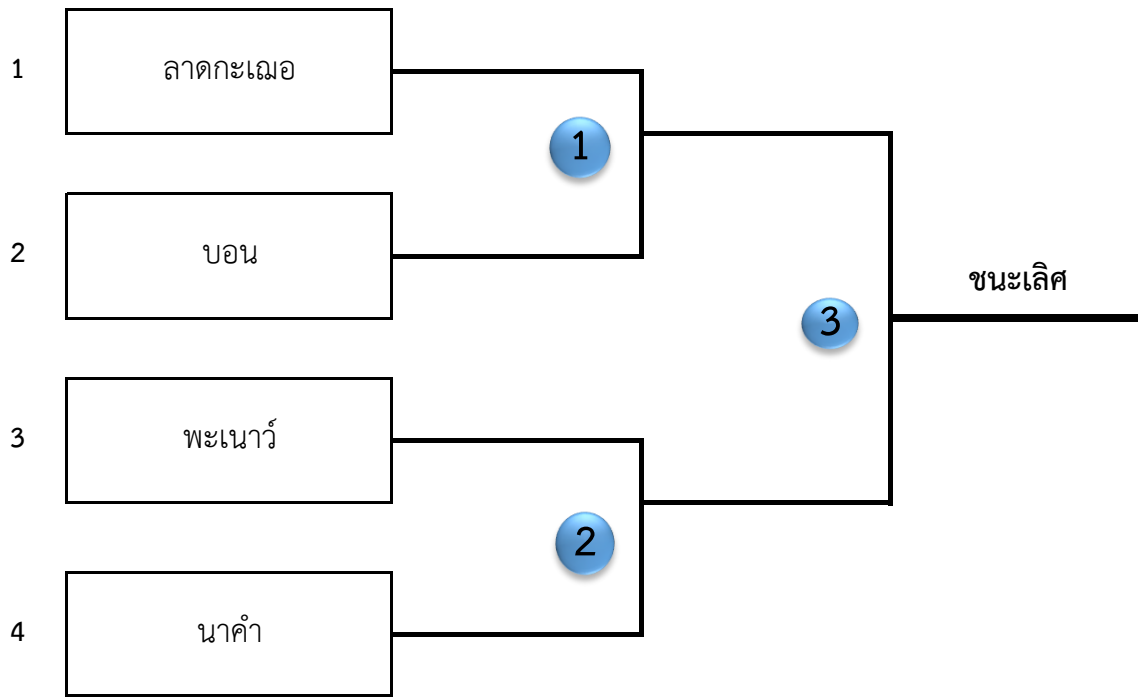 1 ลาดกะเฌอ
1
2 บอน
ชนะเลิศ
3
3 พะเนาว์
2
4 นาคำ